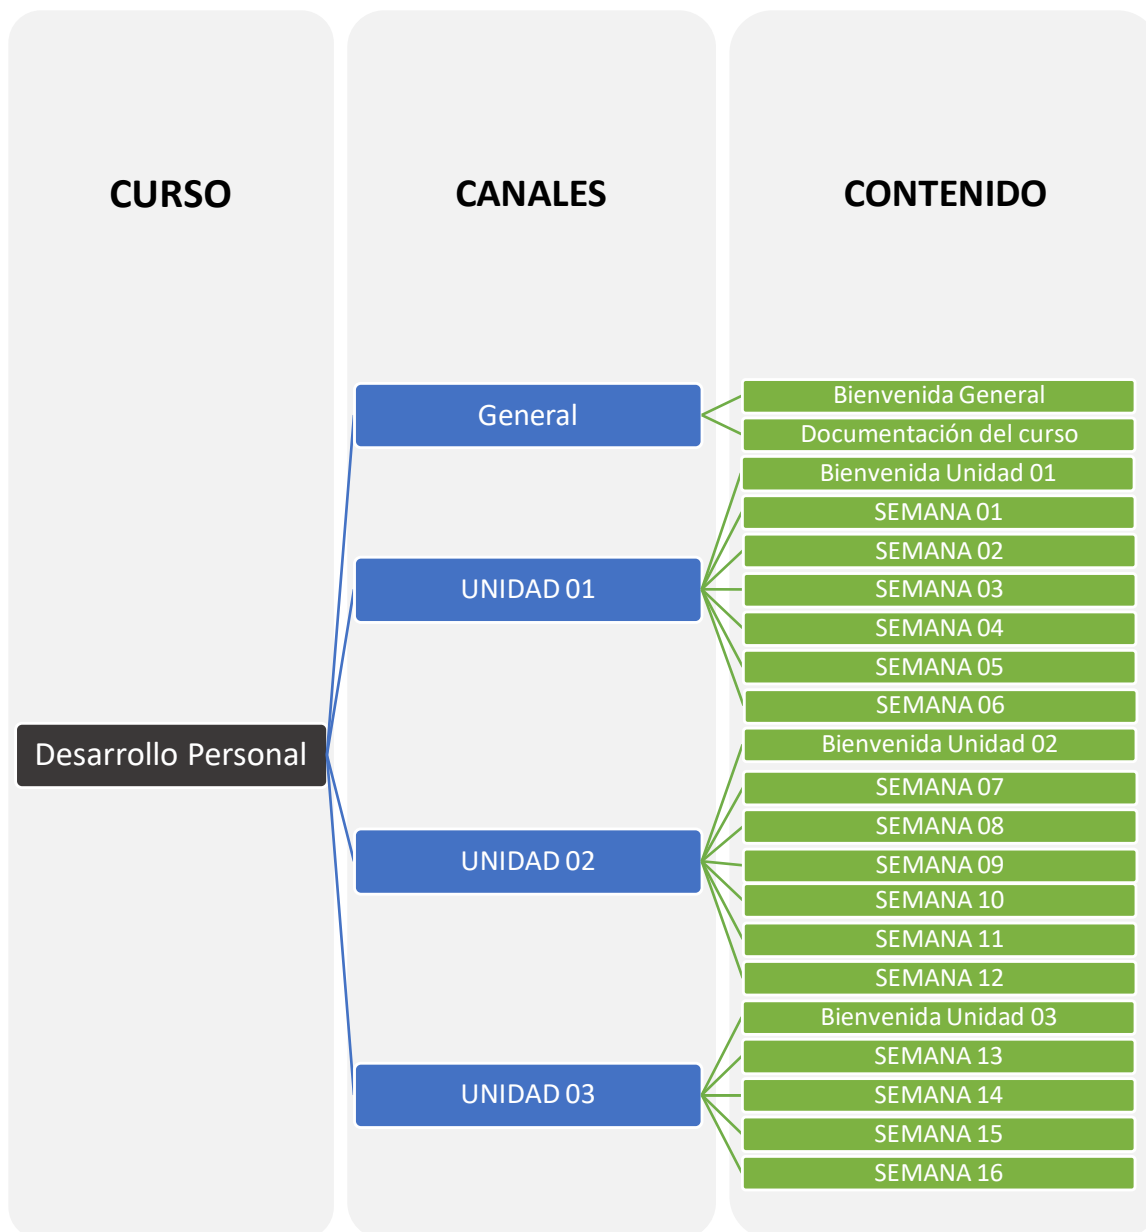 CURSO
CANALES
CONTENIDO
Desarrollo Personal
General
Bienvenida General
Documentación del curso
UNIDAD 01
Bienvenida Unidad 01
SEMANA 01
SEMANA 02
SEMANA 03
SEMANA 04
SEMANA 05
SEMANA 06
UNIDAD 02
Bienvenida Unidad 02
SEMANA 07
SEMANA 08
SEMANA 09
SEMANA 10
SEMANA 11
SEMANA 12
UNIDAD 03
Bienvenida Unidad 03
SEMANA 13
SEMANA 14
SEMANA 15
SEMANA 16